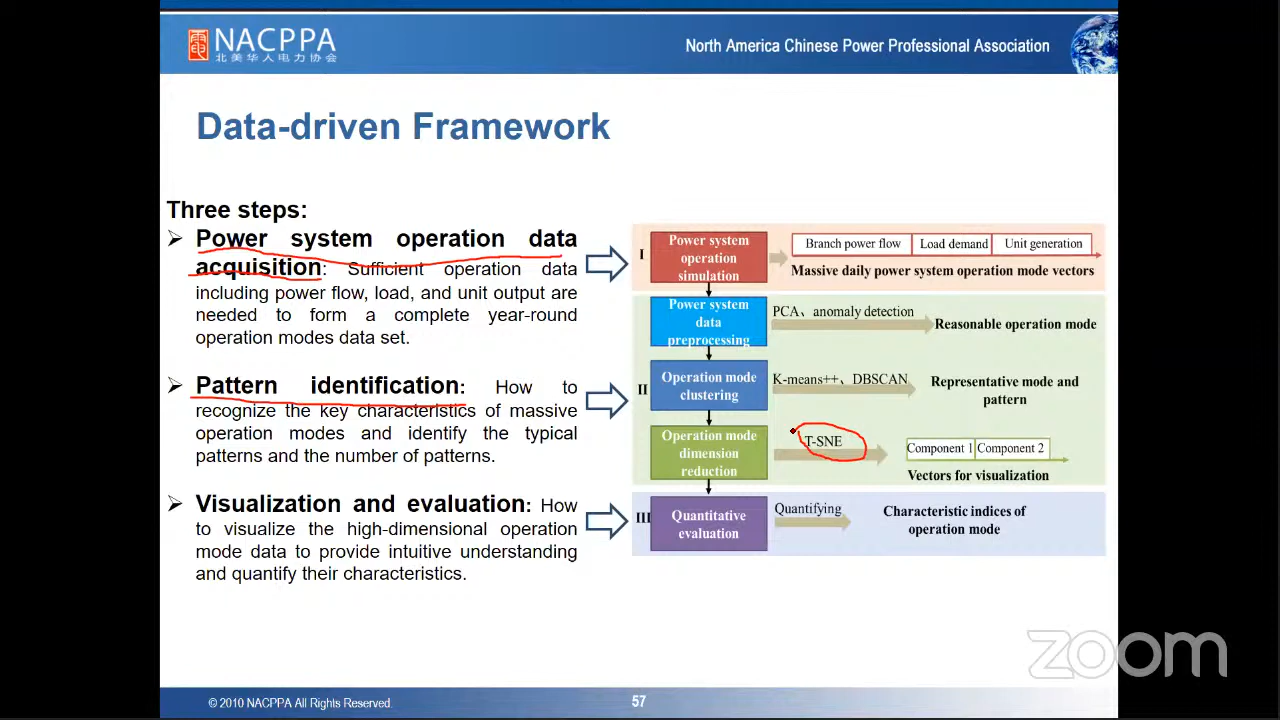 電
NACPPA
北美华人电力协会
North America Chinese Power Professional Association
Data-driven Framework
Three steps:
➢ Power system operation data
acquisition: Sufficient operation data
including power flow, load, and unit output are
needed to form a complete year-round
operation modes data set.
➢ Pattern identification: How to
recognize the key characteristics of massive
operation modes and identify the typical
patterns and the number of patterns.
➢ Visualization and evaluation: How
to visualize the high-dimensional operation
mode data to provide intuitive understanding
and quantify their characteristics.
I
Power system
operation
simulation
Branch power flow
Load demand
Unit generation
Massive daily power system operation mode vectors
Power system
data
preprocessing
PCA、anomaly detection
Reasonable operation mode
II
Operation mode
clustering
K-means++、DBSCAN
Representative mode and
pattern
Operation mode
dimension
reduction
T-SNE
Component 1
Component 2
Vectors for visualization
III
Quantitative
evaluation
Quantifying
Characteristic indices of
operation mode
zoom
© 2010 NACPPA All Rights Reserved.
57